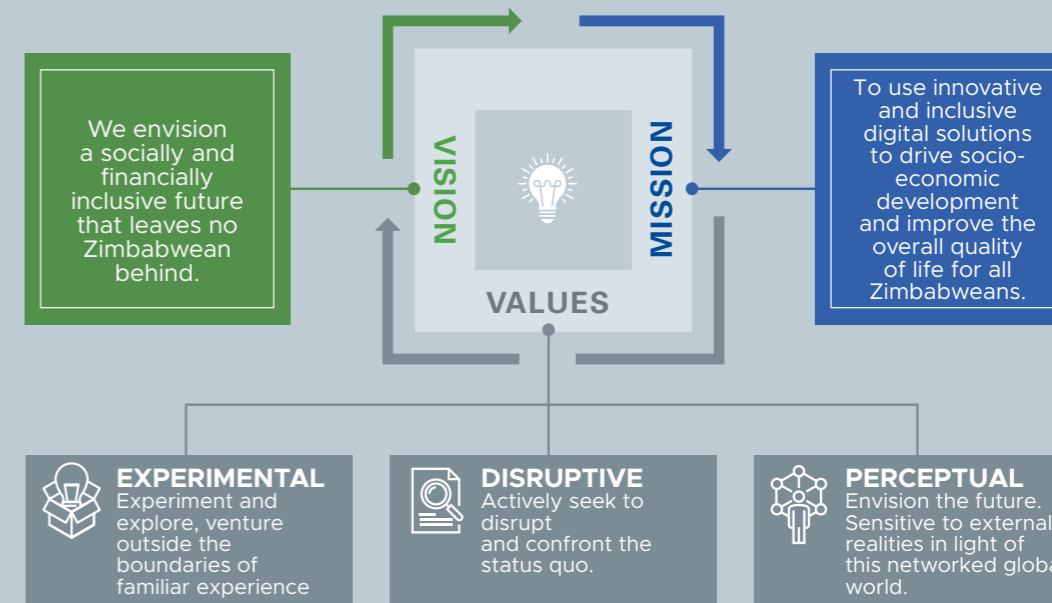 We envision
a socially and
financially
inclusive future
that leaves no
Zimbabwean
behind.
VISION
MISSION
VALUES
To use innovative
and inclusive
digital solutions
to drive socio-
economic
development
and improve the
overall quality
of life for all
Zimbabweans.
EXPERIMENTAL
Experiment and
explore, venture
outside the
boundaries of
familiar experience
DISRUPTIVE
Actively seek to
disrupt
and confront the
status quo.
PERCEPTUAL
Envision the future.
Sensitive to external
realities in light of
this networked global
world.